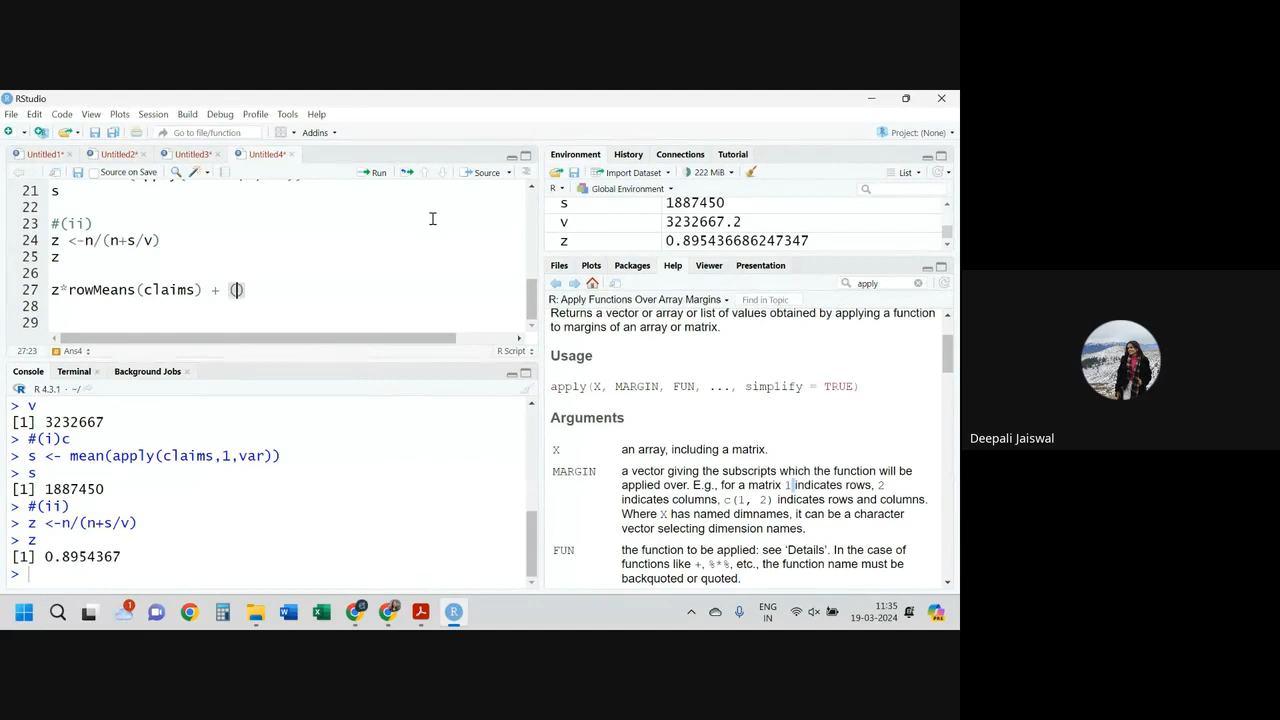 RStudio
File Edit Code View Plots Session Build Debug Profile Tools Help
Go to file/function Addins Project: (None)
Untitled1* Untitled2* Untitled3* Untitled4*
Source on Save Run Source
21 s
22
23 #(ii)
24 z <-n/(n+s/v)
25 z
26
27 z*rowMeans(claims) + ()
28
29
27:23 Ans4 R Script
Console Terminal Background Jobs
R 4.3.1 · ~/
> v
[1] 3232667
> #(i)c
> s <- mean(apply(claims,1,var))
> s
[1] 1887450
> #(ii)
> z <-n/(n+s/v)
> z
[1] 0.8954367
>
Environment History Connections Tutorial
Import Dataset 222 MiB List
R Global Environment
s 1887450
v 3232667.2
z 0.895436686247347
Files Plots Packages Help Viewer Presentation
apply
R: Apply Functions Over Array Margins Find in Topic
Returns a vector or array or list of values obtained by applying a function
to margins of an array or matrix.
Usage
apply(X, MARGIN, FUN, ..., simplify = TRUE)
Arguments
X an array, including a matrix.
MARGIN a vector giving the subscripts which the function will be
applied over. E.g., for a matrix 1 indicates rows, 2
indicates columns, c(1, 2) indicates rows and columns.
Where X has named dimnames, it can be a character
vector selecting dimension names.
FUN the function to be applied: see ‘Details’. In the case of
functions like +, %*%, etc., the function name must be
backquoted or quoted.
ENG
IN
11:35
19-03-2024
Deepali Jaiswal